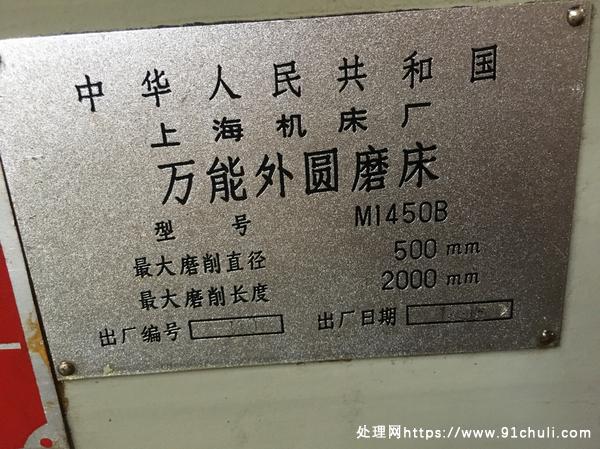 中华人民共和国
上海机床厂
万能外圆磨床
型号 M1450B
最大磨削直径 500 mm
最大磨削长度 2000 mm
出厂编号 出厂日期
处理网https://www.91chuli.com/